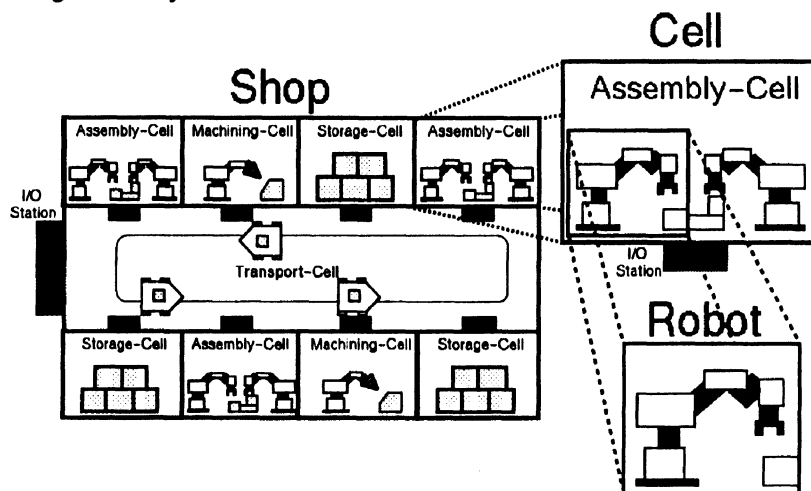 Cell
Shop
Assembly-Cell
Assembly-Cell
Machining-Cell
Storage-Cell
Assembly-Cell
I/O
Station
Transport-Cell
I/O
Station
Storage-Cell
Assembly-Cell
Machining-Cell
Storage-Cell
Robot